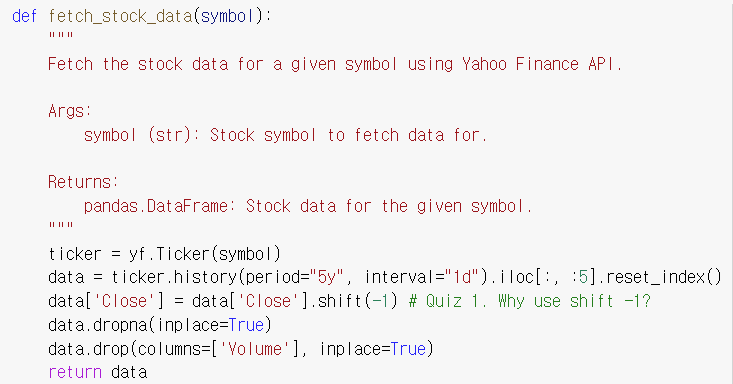 def fetch_stock_data(symbol):
    """
    Fetch the stock data for a given symbol using Yahoo Finance API.

    Args:
        symbol (str): Stock symbol to fetch data for.

    Returns:
        pandas.DataFrame: Stock data for the given symbol.
    """
    ticker = yf.Ticker(symbol)
    data = ticker.history(period="5y", interval="1d").iloc[:, :5].reset_index()
    data['Close'] = data['Close'].shift(-1) # Quiz 1. Why use shift -1?
    data.dropna(inplace=True)
    data.drop(columns=['Volume'], inplace=True)
    return data